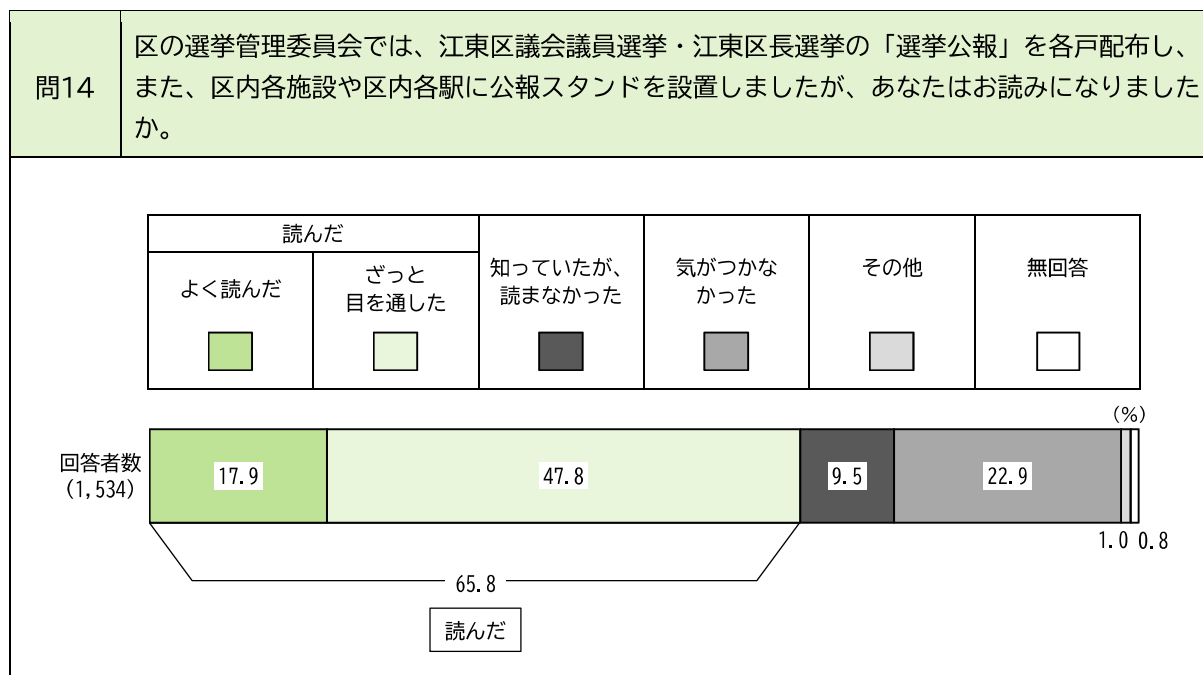 問14
区の選挙管理委員会では、江東区議会議員選挙・江東区長選挙の「選挙公報」を各戸配布し、
また、区内各施設や区内各駅に公報スタンドを設置しましたが、あなたはお読みになりました
か。
読んだ
よく読んだ
ざっと
目を通した
知っていたが、
読まなかった
気がつかな
かった
その他
無回答
(%)
回答者数
(1,534)
17.9
47.8
9.5
22.9
1.0
0.8
65.8
読んだ